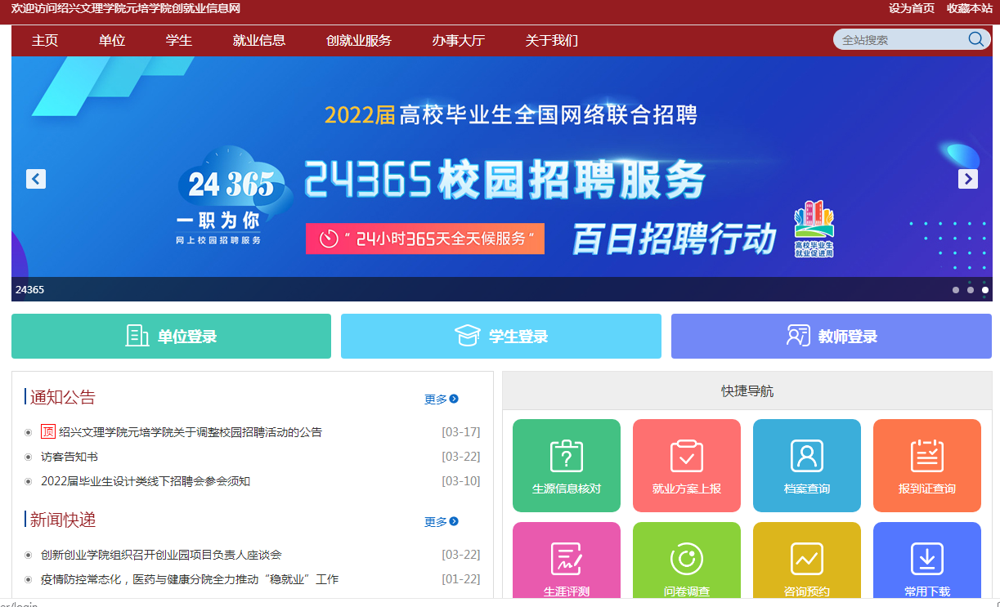 欢迎访问绍兴文理学院元培学院创就业信息网
设为首页 收藏本站
主页 单位 学生 就业信息 创就业服务 办事大厅 关于我们
全站搜索
2022届高校毕业生全国网络联合招聘
24365校园招聘服务
24 365
一职为你
网上校园招聘服务
“24小时365天全天候服务“
百日招聘行动
高校毕业生
就业促进周
24365
单位登录 学生登录 教师登录
通知公告 更多
顶 绍兴文理学院元培学院关于调整校园招聘活动的公告 [03-17]
访客告知书 [03-22]
2022届毕业生设计类线下招聘会参会须知 [03-10]
新闻快递 更多
创新创业学院组织召开创业园项目负责人座谈会 [03-22]
疫情防控常态化，医药与健康分院全力推动“稳就业”工作 [01-22]
快捷导航
生源信息核对 就业方案上报 档案查询 报到证查询
生涯评测 问卷调查 咨询预约 常用下载
er/login